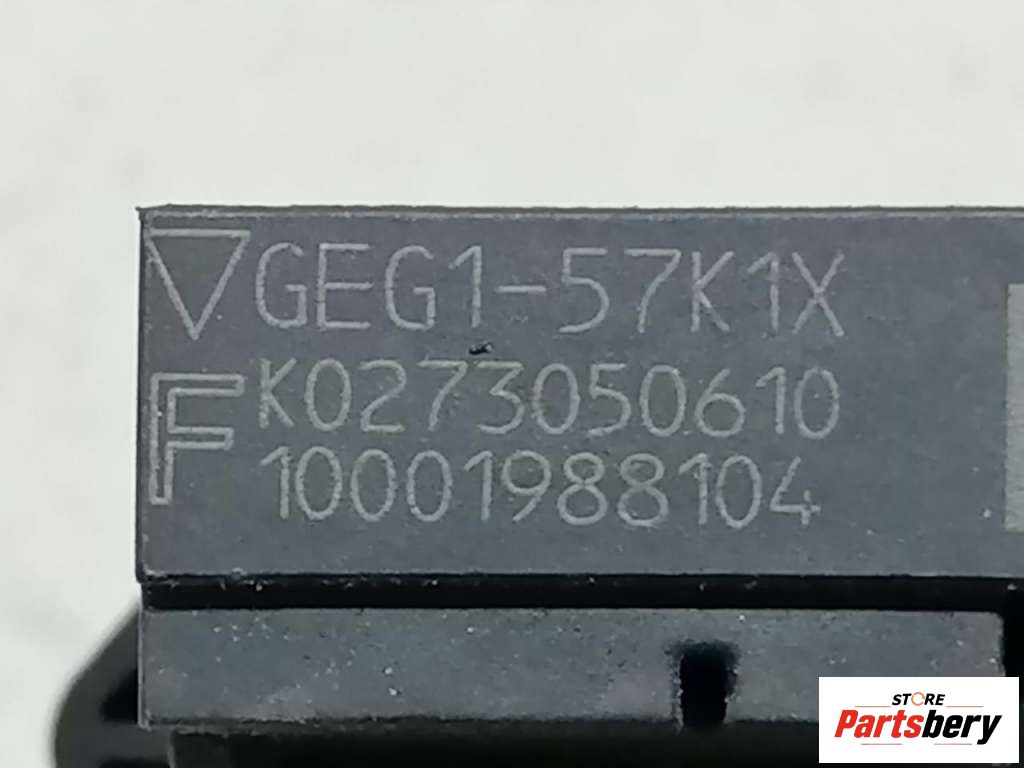 GEG1-57K1X
F K0273050610
10001988104
STORE
Partsbery